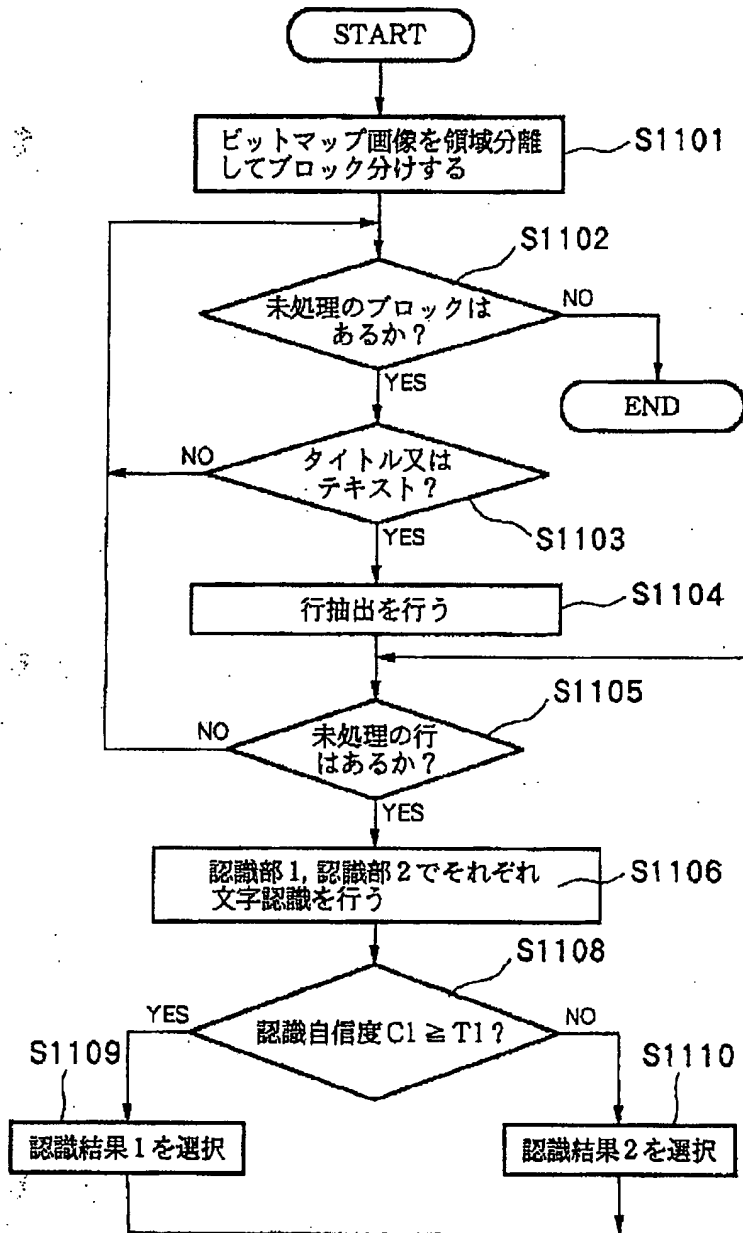 START
ビットマップ画像を領域分離
してブロック分けする
S1101
S1102
未処理のブロックは
あるか？
NO
YES
END
タイトル又は
テキスト？
NO
YES
S1103
行抽出を行う
S1104
S1105
未処理の行
はあるか？
NO
YES
認識部1, 認識部2でそれぞれ
文字認識を行う
S1106
S1108
認識自信度C1≧T1？
YES
NO
S1109
S1110
認識結果1を選択
認識結果2を選択